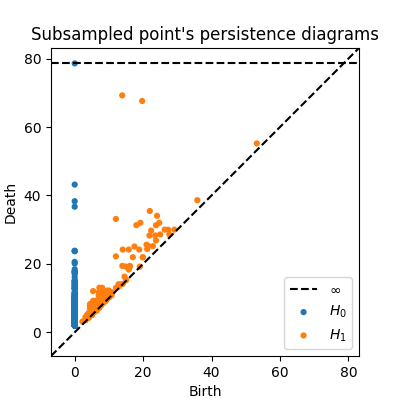 Subsampled point's persistence diagrams
80
60
40
20
0
Death
0 20 40 60 80
Birth
∞
H₀
H₁